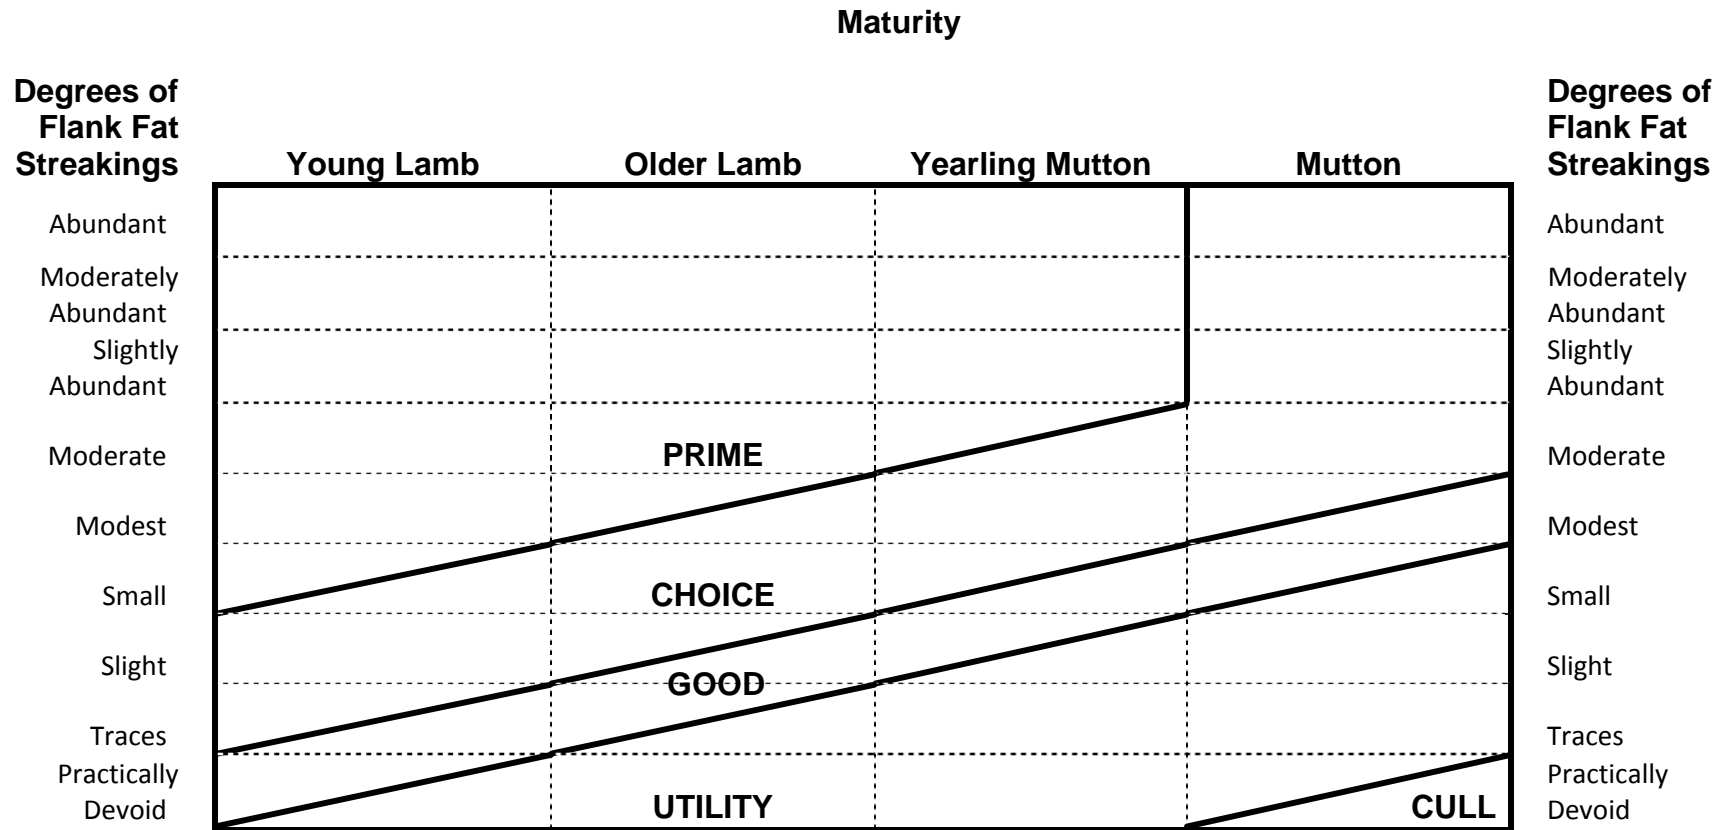 Maturity
Degrees of
Flank Fat
Streakings
Young Lamb
Older Lamb
Yearling Mutton
Mutton
Degrees of
Flank Fat
Streakings
Abundant
Abundant
Moderately
Abundant
Moderately
Abundant
Slightly
Abundant
Slightly
Abundant
Moderate
PRIME
Moderate
Modest
Modest
Small
CHOICE
Small
Slight
GOOD
Slight
Traces
Traces
Practically
Devoid
UTILITY
CULL
Practically
Devoid